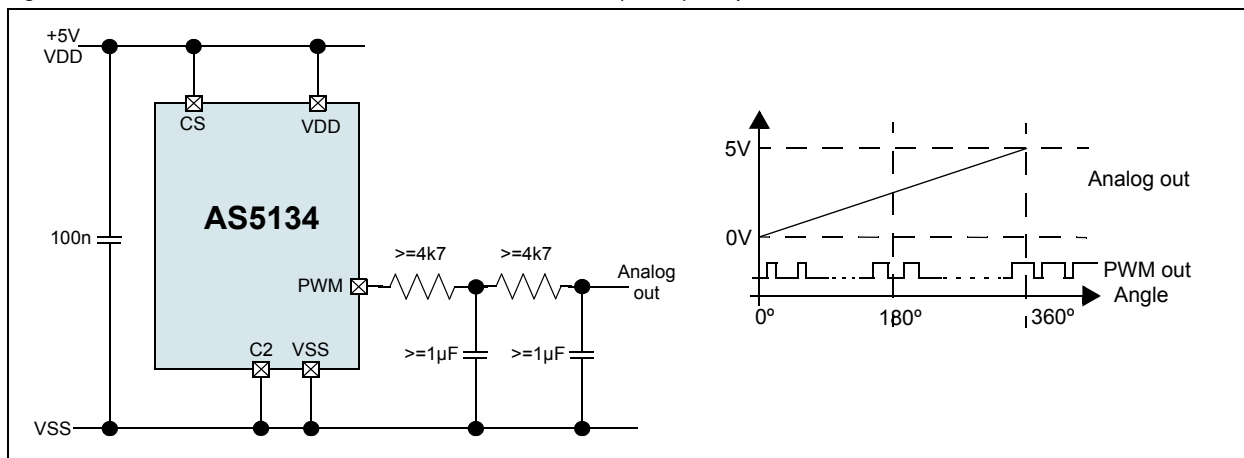 +5V
VDD
CS
VDD
100n
AS5134
>=4k7
>=4k7
PWM
Analog
out
C2
VSS
>=1µF
>=1µF
VSS
5V
Analog out
0V
PWM out
Angle
0º
180º
360º